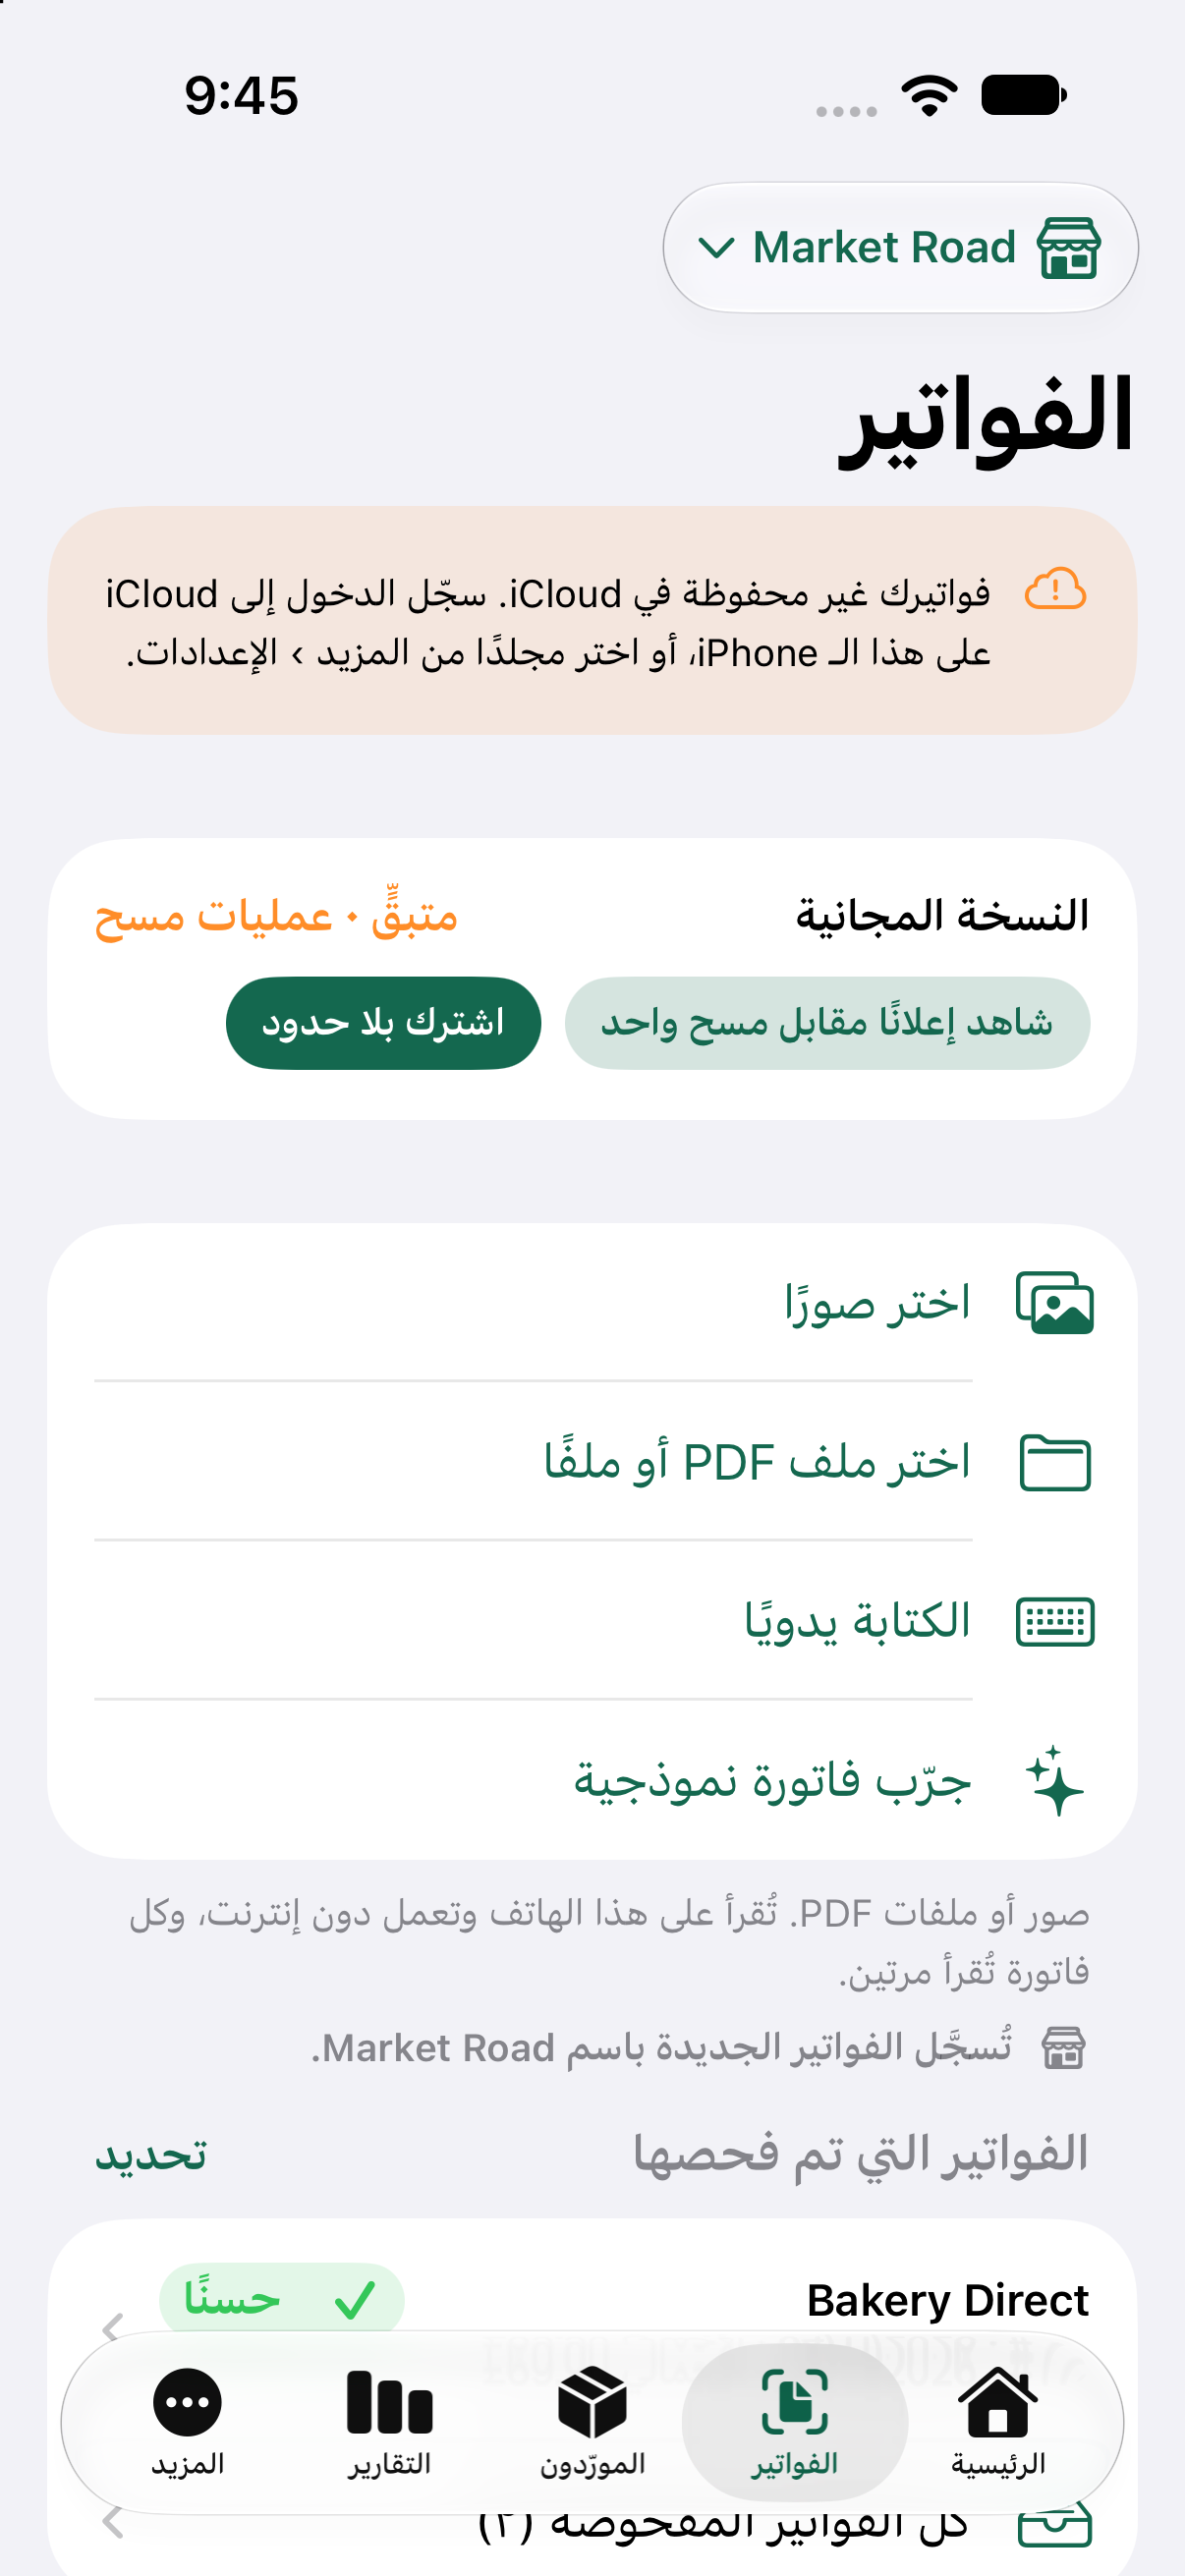 9:45
Market Road
الفواتير
فواتيرك غير محفوظة في iCloud. سجّل الدخول إلى iCloud
على هذا الـ iPhone، أو اختر مجلدًا من المزيد › الإعدادات.
النسخة المجانية
متبقٍّ ٠ عمليات مسح
شاهد إعلانًا مقابل مسح واحد
اشترك بلا حدود
اختر صورًا
اختر ملف PDF أو ملفًا
الكتابة يدويًا
جرّب فاتورة نموذجية
صور أو ملفات PDF. تُقرأ على هذا الهاتف وتعمل دون إنترنت، وكل
فاتورة تُقرأ مرتين.
تُسجَّل الفواتير الجديدة باسم Market Road.
الفواتير التي تم فحصها
تحديد
Bakery Direct
حسنًا
الرئيسية
الفواتير
المورّدون
التقارير
المزيد
كل الفواتير المفحوصة